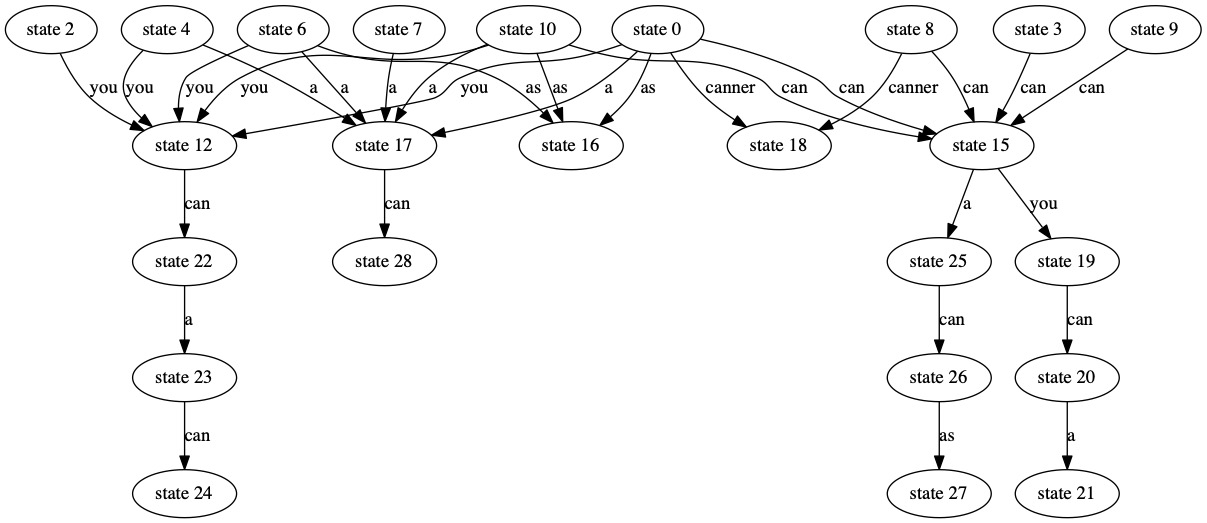 state 2 state 4 state 6 state 7 state 10 state 0 state 8 state 3 state 9
you you you you a a a a you a as as as canner can can canner can can can
state 12 state 17 state 16 state 18 state 15
can can a you
state 22 state 28 state 25 state 19
a can can
state 23 state 26 state 20
can as a
state 24 state 27 state 21